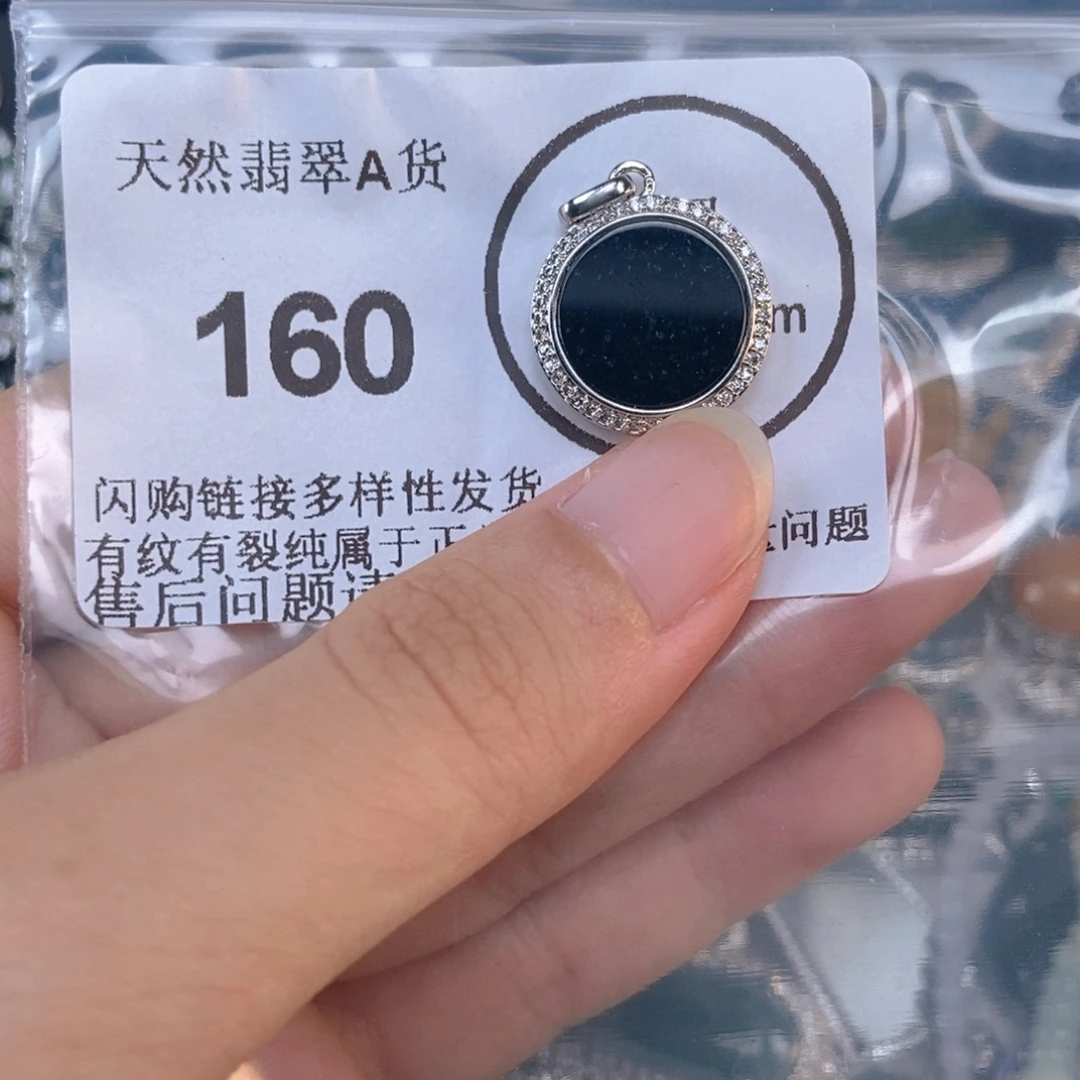 天然翡翠A货
160
m
闪购链接多样性发货
有纹有裂纯属于正
问题
售后问题请